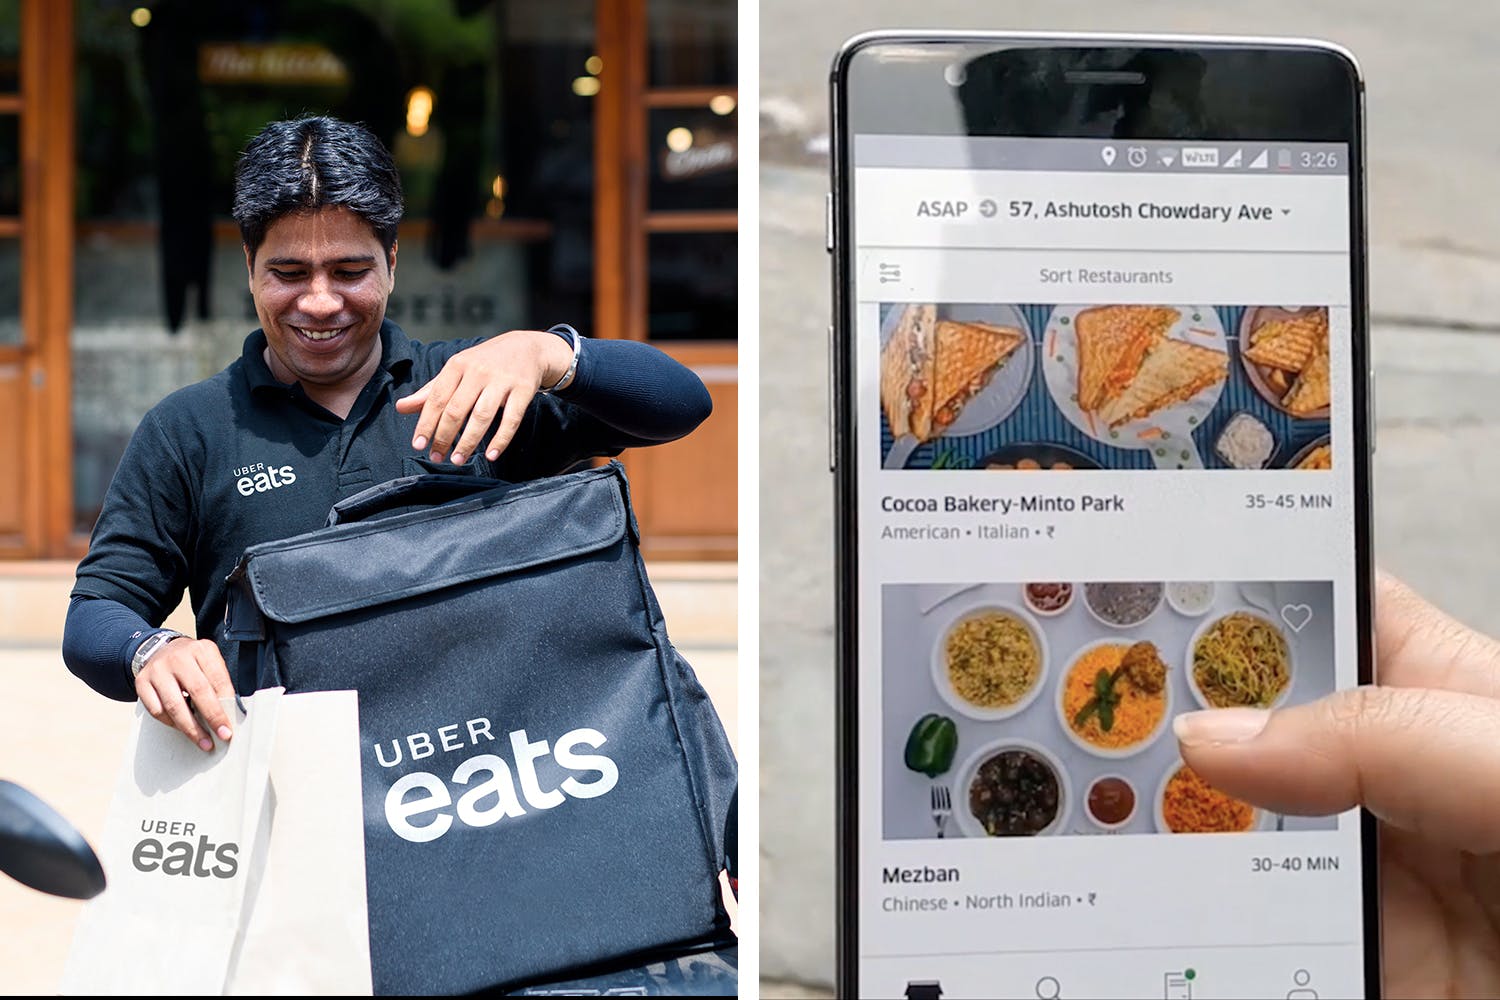 UBER
eats
UBER
eats
UBER
eats
VoLTE
3:26
ASAP 57, Ashutosh Chowdary Ave
Sort Restaurants
Cocoa Bakery-Minto Park 35-45 MIN
American • Italian • ₹
Mezban 30-40 MIN
Chinese • North Indian • ₹